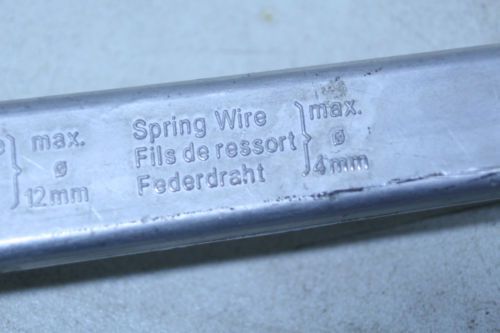 max.
ø
12mm
Spring Wire
Fils de ressort
Federdraht
max.
ø
4mm